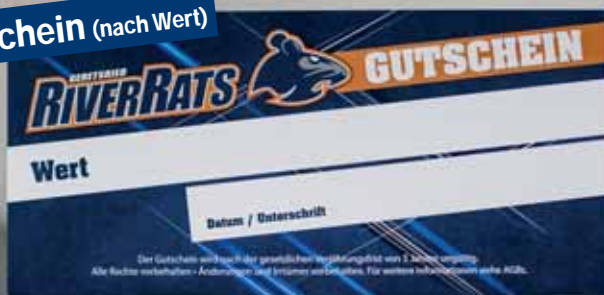 chein (nach Wert)
GERETSRIED
RIVERRATS
GUTSCHEIN
Wert
Datum / Unterschrift
Der Gutschein wird nach der gesetzlichen Verjährungsfrist von 3 Jahren ungültig.
Alle Rechte vorbehalten - Änderungen und Irrtümer vorbehalten. Für weitere Informationen siehe AGBs.